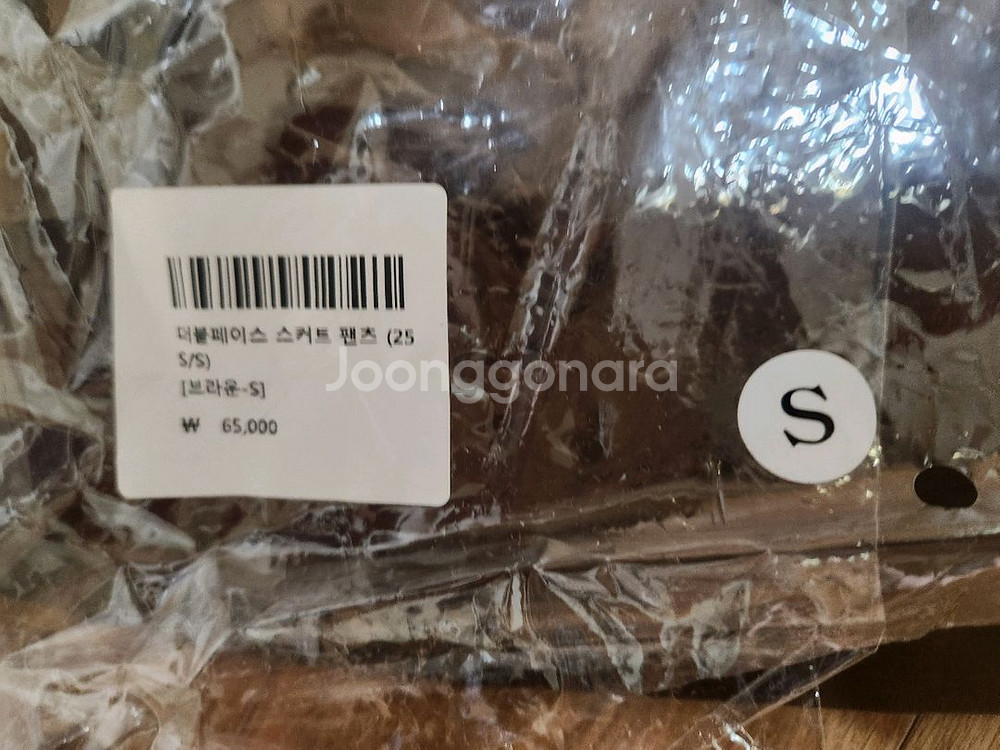 더블페이스 스커트 팬츠 (25
S/S)
[브라운-S]
₩ 65,000
Joonggonara
S